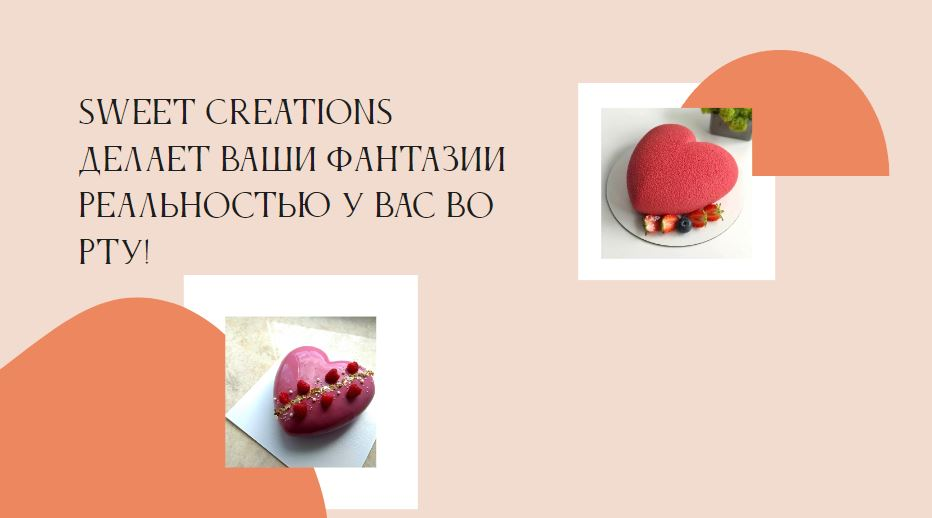 SWEET CREATIONS
ДЕЛАЕТ ВАШИ ФАНТАЗИИ
РЕАЛЬНОСТЬЮ У ВАС ВО
РТУ!